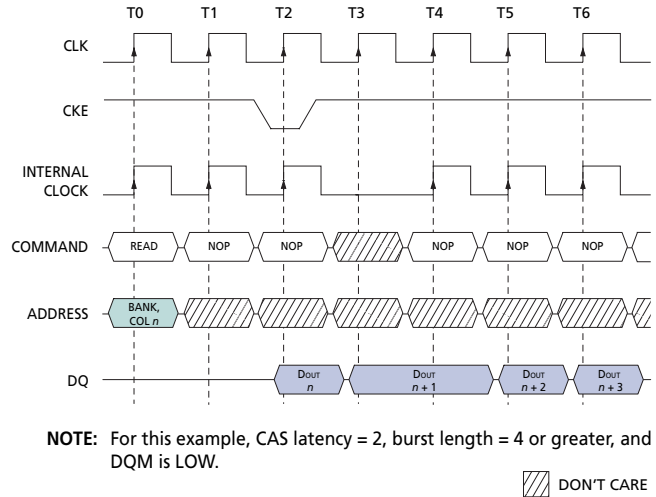 T0 T1 T2 T3 T4 T5 T6
CLK
CKE
INTERNAL
CLOCK
COMMAND READ NOP NOP NOP NOP NOP
ADDRESS BANK,
COL n
DQ DOUT DOUT DOUT DOUT
n n + 1 n + 2 n + 3
NOTE: For this example, CAS latency = 2, burst length = 4 or greater, and
DQM is LOW.
DON'T CARE